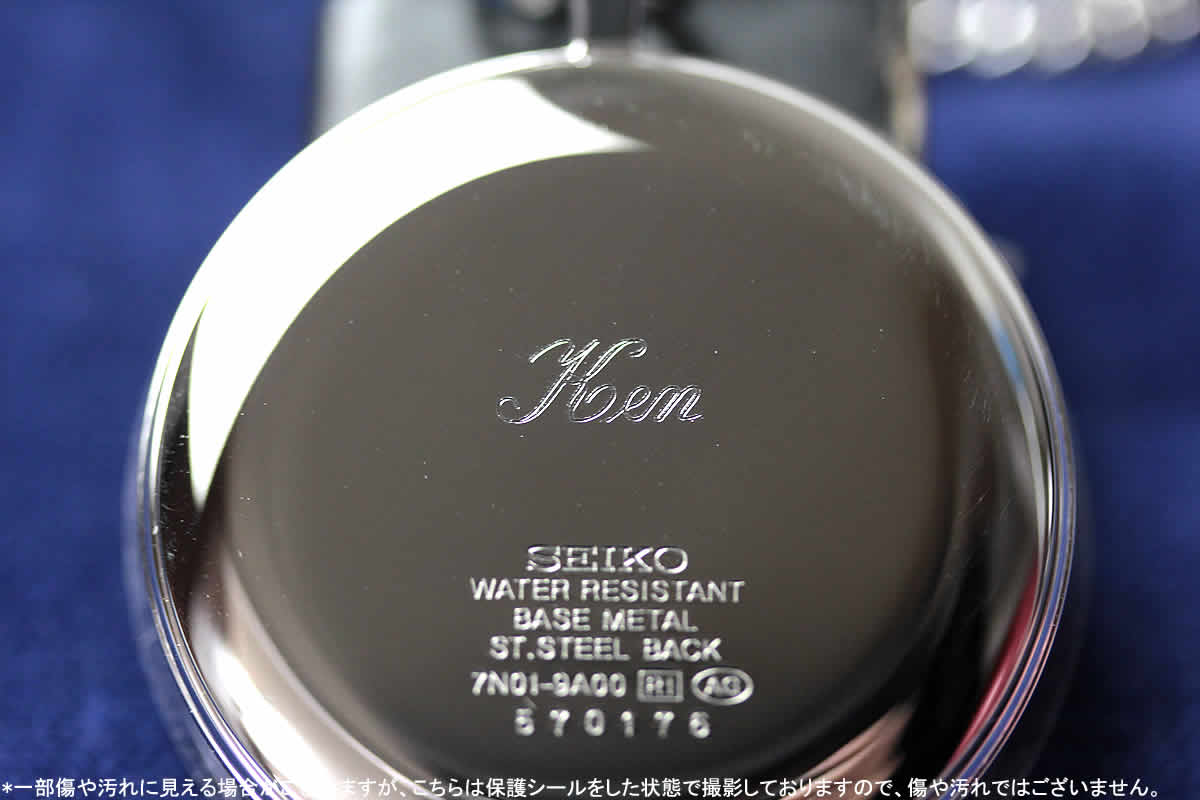 Ken
SEIKO
WATER RESISTANT
BASE METAL
ST.STEEL BACK
7N01-9A00 R1 AG
570176
*一部傷や汚れに見える場合がございますが、こちらは保護シールをした状態で撮影しておりますので、傷や汚れではございません。